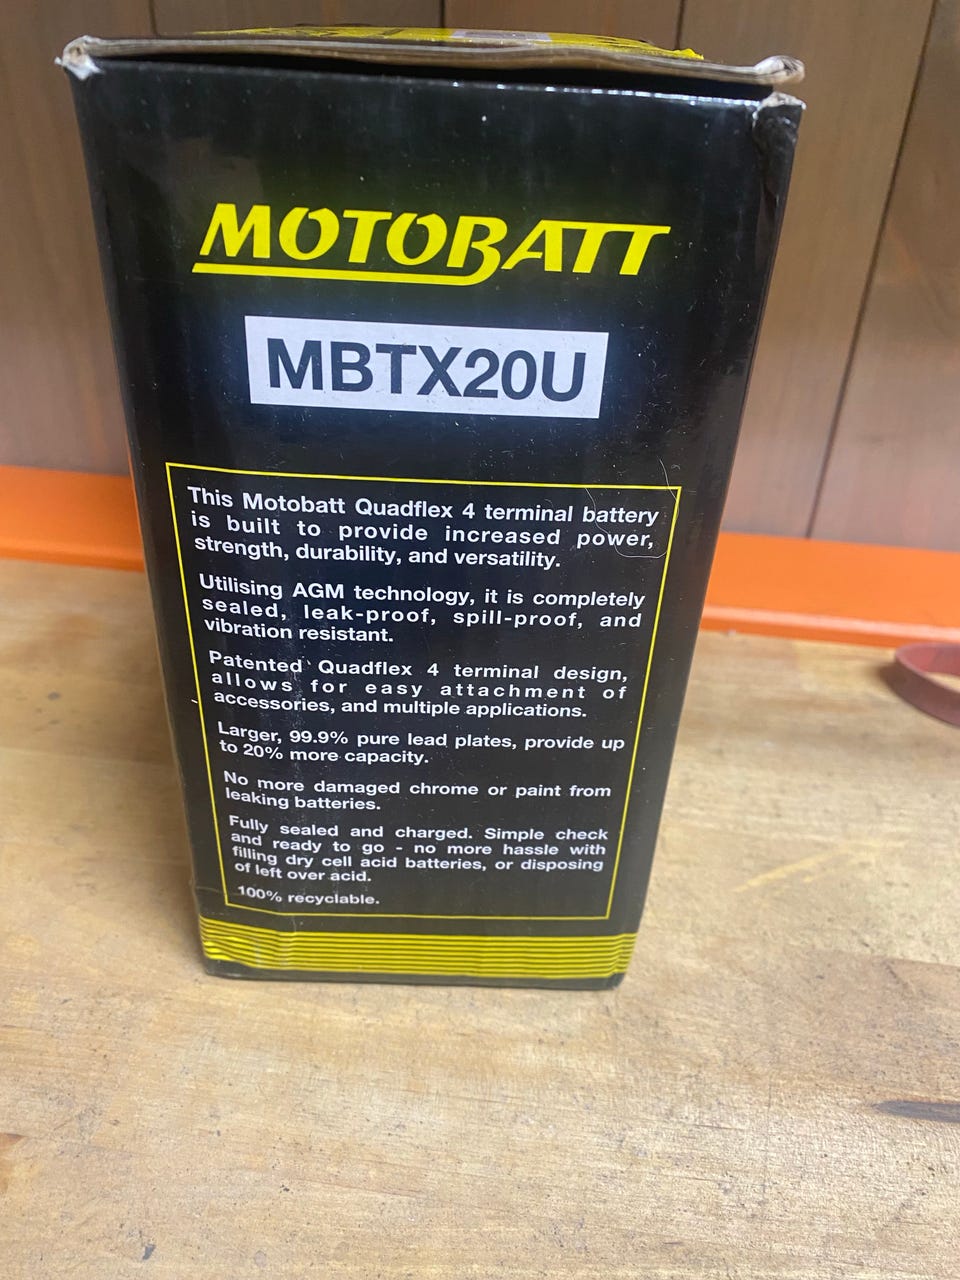 MOTOBATT
MBTX20U
This Motobatt Quadflex 4 terminal battery
is built to provide increased power,
strength, durability, and versatility.
Utilising AGM technology, it is completely
sealed, leak-proof, spill-proof, and
vibration resistant.
Patented Quadflex 4 terminal design,
allows for easy attachment of
accessories, and multiple applications.
Larger, 99.9% pure lead plates, provide up
to 20% more capacity.
No more damaged chrome or paint from
leaking batteries.
Fully sealed and charged. Simple check
and ready to go - no more hassle with
filling dry cell acid batteries, or disposing
of left over acid.
100% recyclable.